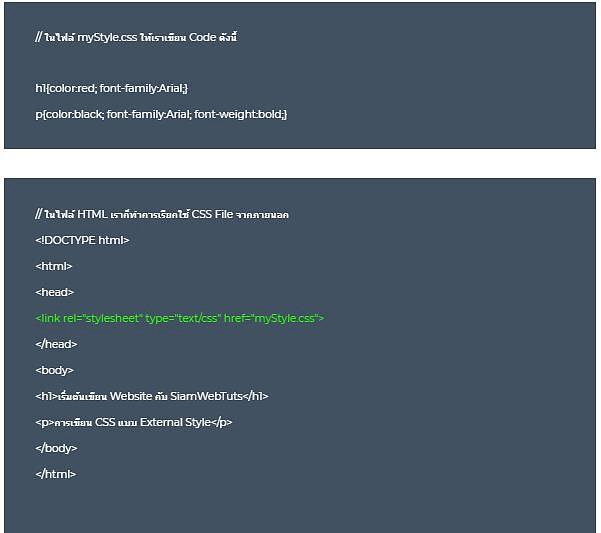 // ในไฟล์ myStyle.css ให้เราเขียน Code ดังนี้
h1{color:red; font-family:Arial;}
p{color:black; font-family:Arial; font-weight:bold;}
// ในไฟล์ HTML เราก็ทำการเรียกใช้ CSS File จากภายนอก
<!DOCTYPE html>
<html>
<head>
<link rel="stylesheet" type="text/css" href="myStyle.css">
</head>
<body>
<h1>เริ่มต้นเขียน Website กับ SiamWebTuts</h1>
<p>การเขียน CSS แบบ External Style</p>
</body>
</html>